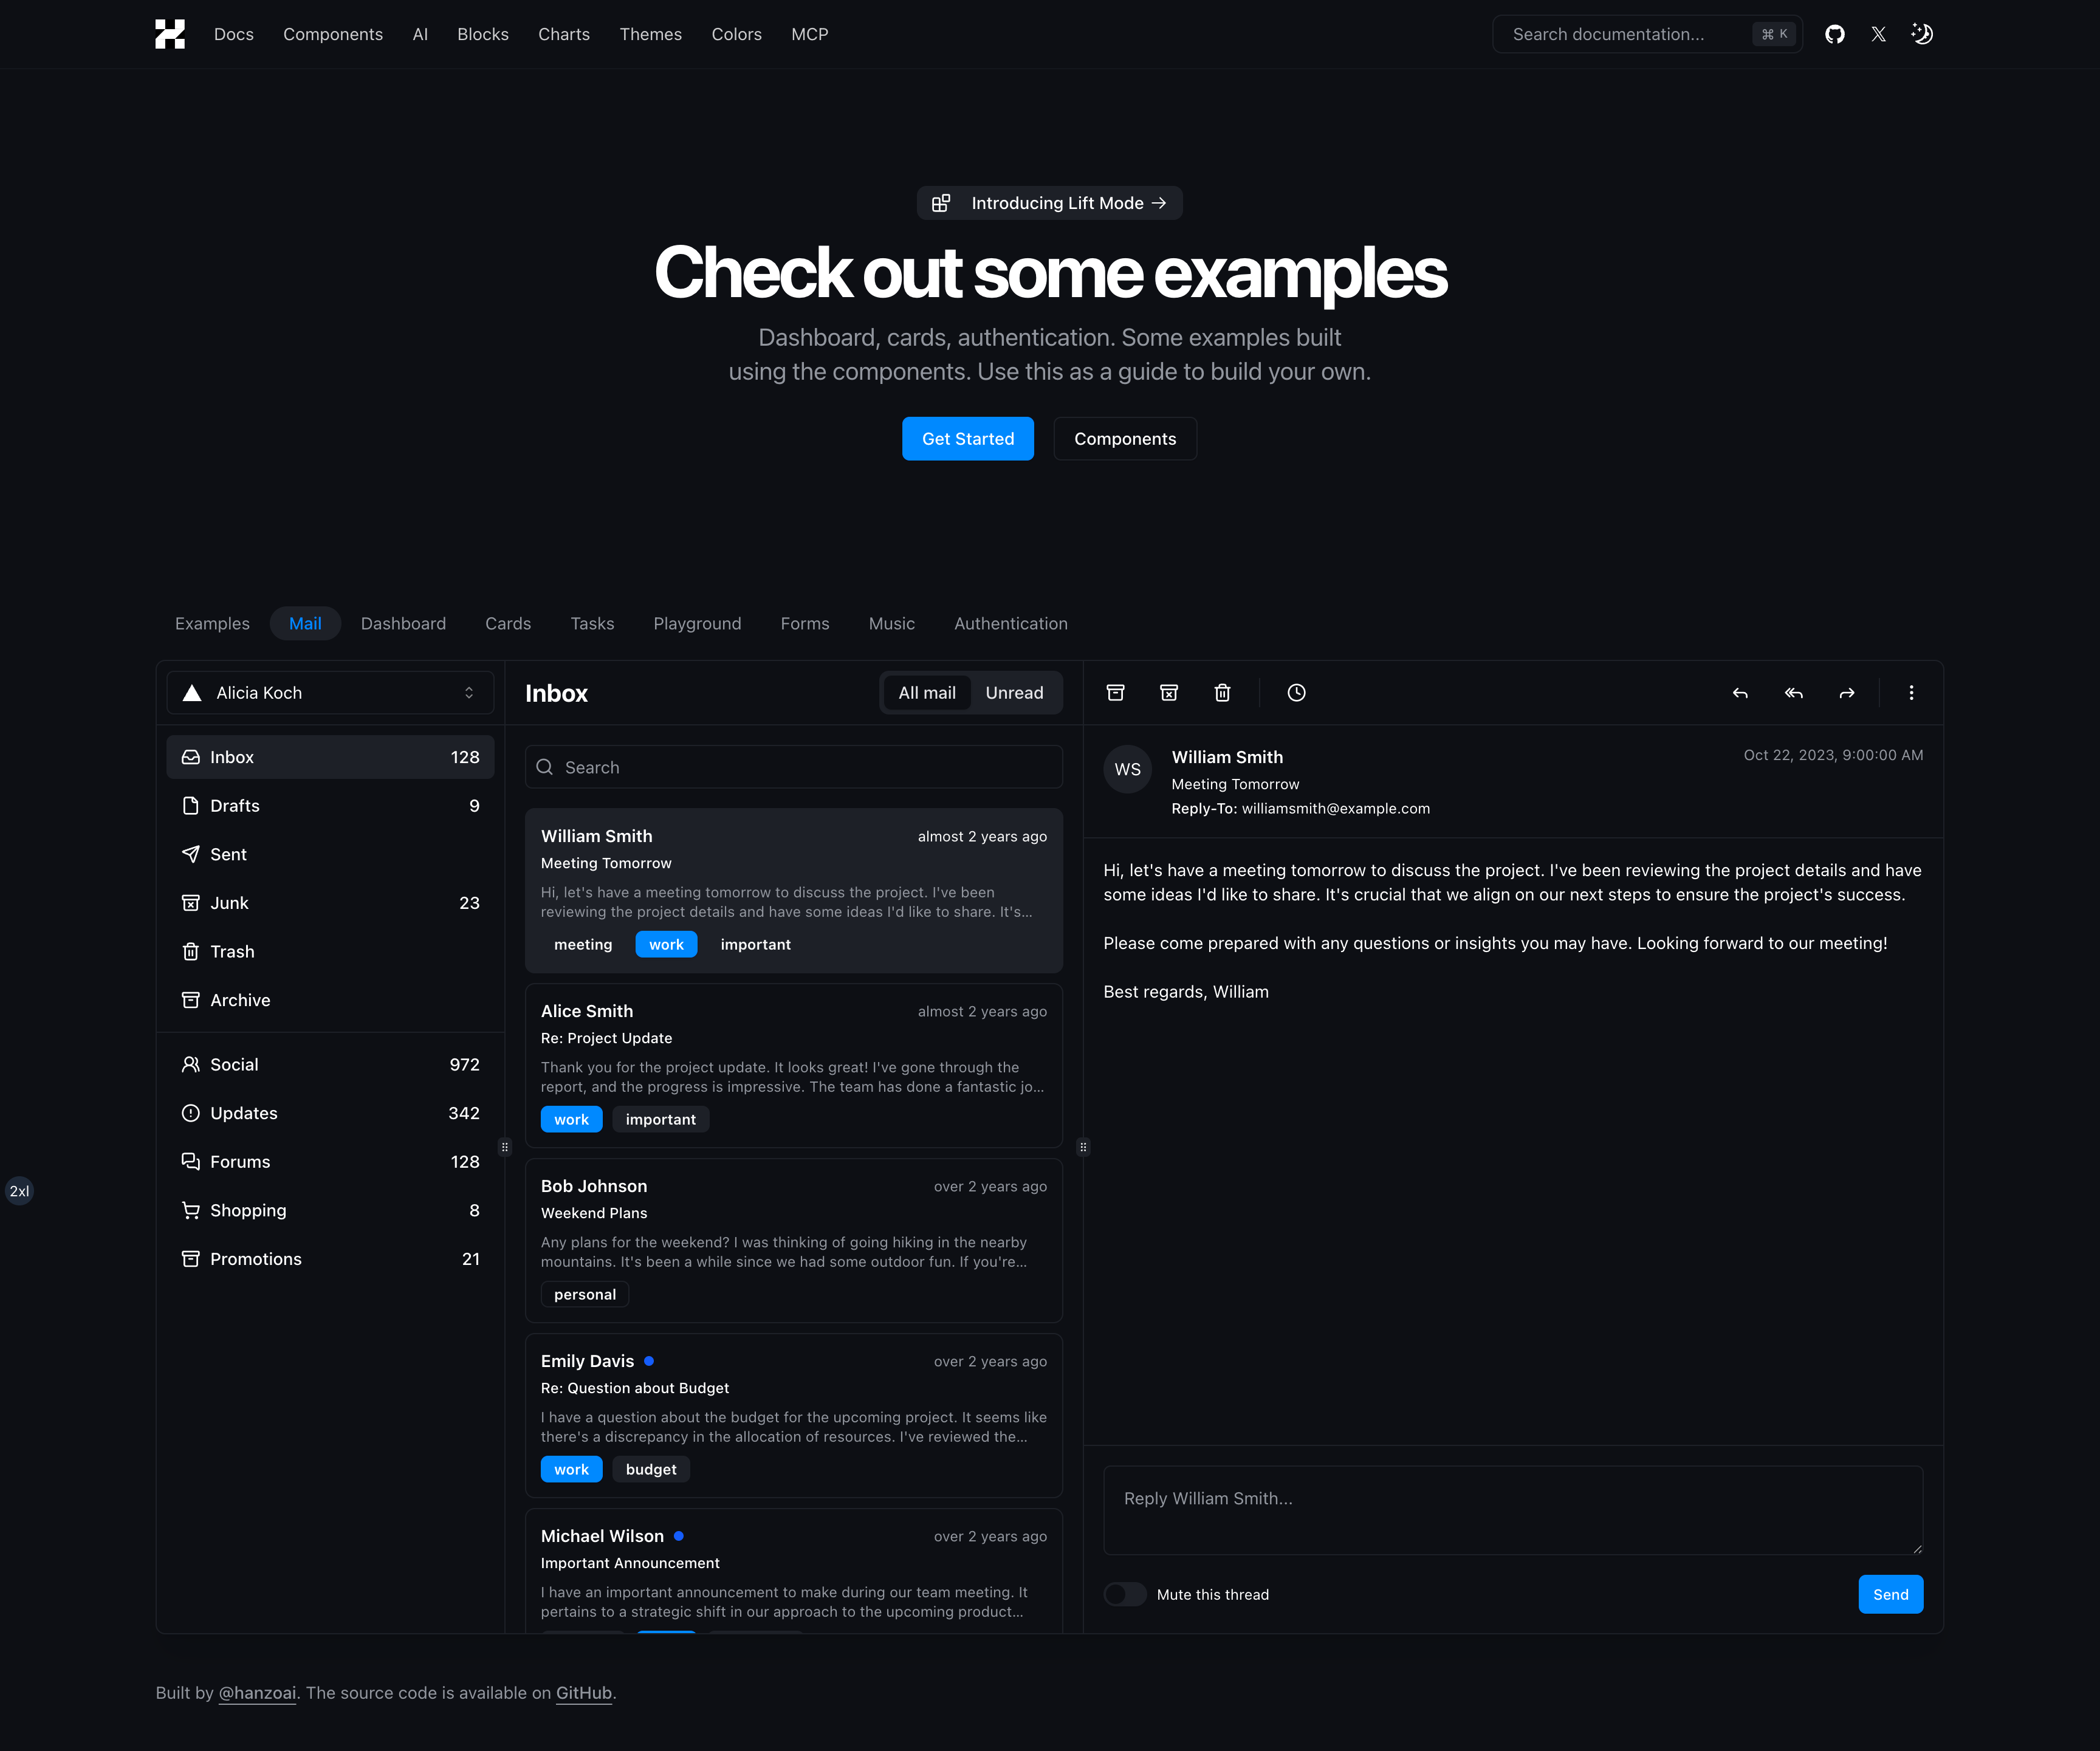 Docs Components AI Blocks Charts Themes Colors MCP Search documentation... ⌘ K
Introducing Lift Mode →
Check out some examples
Dashboard, cards, authentication. Some examples built
using the components. Use this as a guide to build your own.
Get Started Components
Examples Mail Dashboard Cards Tasks Playground Forms Music Authentication
Alicia Koch
Inbox 128
Drafts 9
Sent
Junk 23
Trash
Archive
Social 972
Updates 342
Forums 128
Shopping 8
Promotions 21
2xl
Inbox All mail Unread
Search
William Smith almost 2 years ago
Meeting Tomorrow
Hi, let's have a meeting tomorrow to discuss the project. I've been
reviewing the project details and have some ideas I'd like to share. It's...
meeting work important
Alice Smith almost 2 years ago
Re: Project Update
Thank you for the project update. It looks great! I've gone through the
report, and the progress is impressive. The team has done a fantastic jo...
work important
Bob Johnson over 2 years ago
Weekend Plans
Any plans for the weekend? I was thinking of going hiking in the nearby
mountains. It's been a while since we had some outdoor fun. If you're...
personal
Emily Davis over 2 years ago
Re: Question about Budget
I have a question about the budget for the upcoming project. It seems like
there's a discrepancy in the allocation of resources. I've reviewed the...
work budget
Michael Wilson over 2 years ago
Important Announcement
I have an important announcement to make during our team meeting. It
pertains to a strategic shift in our approach to the upcoming product...
WS
William Smith Oct 22, 2023, 9:00:00 AM
Meeting Tomorrow
Reply-To: williamsmith@example.com
Hi, let's have a meeting tomorrow to discuss the project. I've been reviewing the project details and have
some ideas I'd like to share. It's crucial that we align on our next steps to ensure the project's success.
Please come prepared with any questions or insights you may have. Looking forward to our meeting!
Best regards, William
Reply William Smith...
Mute this thread Send
Built by @hanzoai. The source code is available on GitHub.